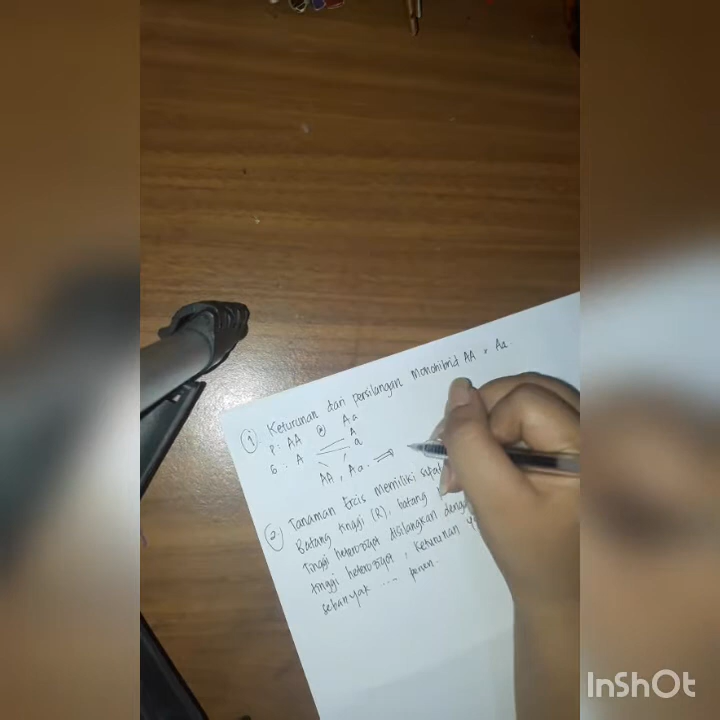 1 Keturunan dari persilangan monohibrid AA × Aa.
P : AA ⊗ Aa
G : A A
a
AA , Aa. ⇒
2 Tanaman Ercis memiliki sifat
Batang tinggi (R), batang
Tinggi heterozigot disilangkan dengan
tinggi heterozigot, keturunan
sebanyak .... persen.
InShOt